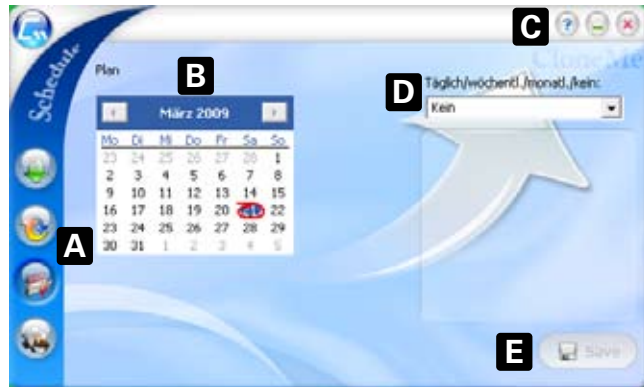 C
?
Schedule
CloneMe
Plan
B
Täglich/wöchentl./monatl./kein:
D
Kein
März 2009
Mo Di Mi Do Fr Sa So
23 24 25 26 27 28 1
2 3 4 5 6 7 8
9 10 11 12 13 14 15
16 17 18 19 20 21 22
23 24 25 26 27 28 29
30 31 1 2 3 4 5
A
E
Save